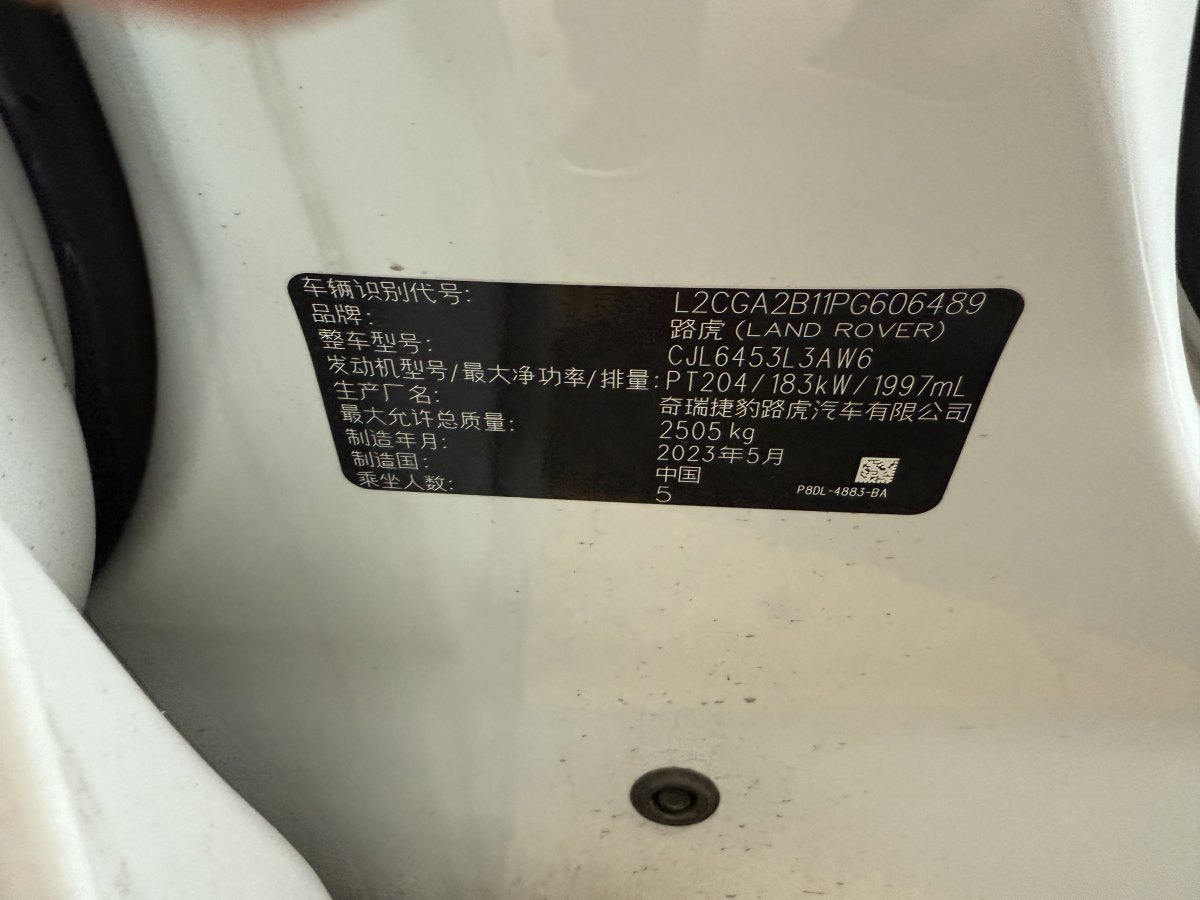 车辆识别代号: L2CGA2B11PG606489
品牌: 路虎 (LAND ROVER)
整车型号: CJL6453L3AW6
发动机型号/最大净功率/排量: PT204/183kW/1997mL
生产厂名: 奇瑞捷豹路虎汽车有限公司
最大允许总质量: 2505 kg
制造年月: 2023年5月
制造国: 中国
乘坐人数: 5
P8DL-4883-BA